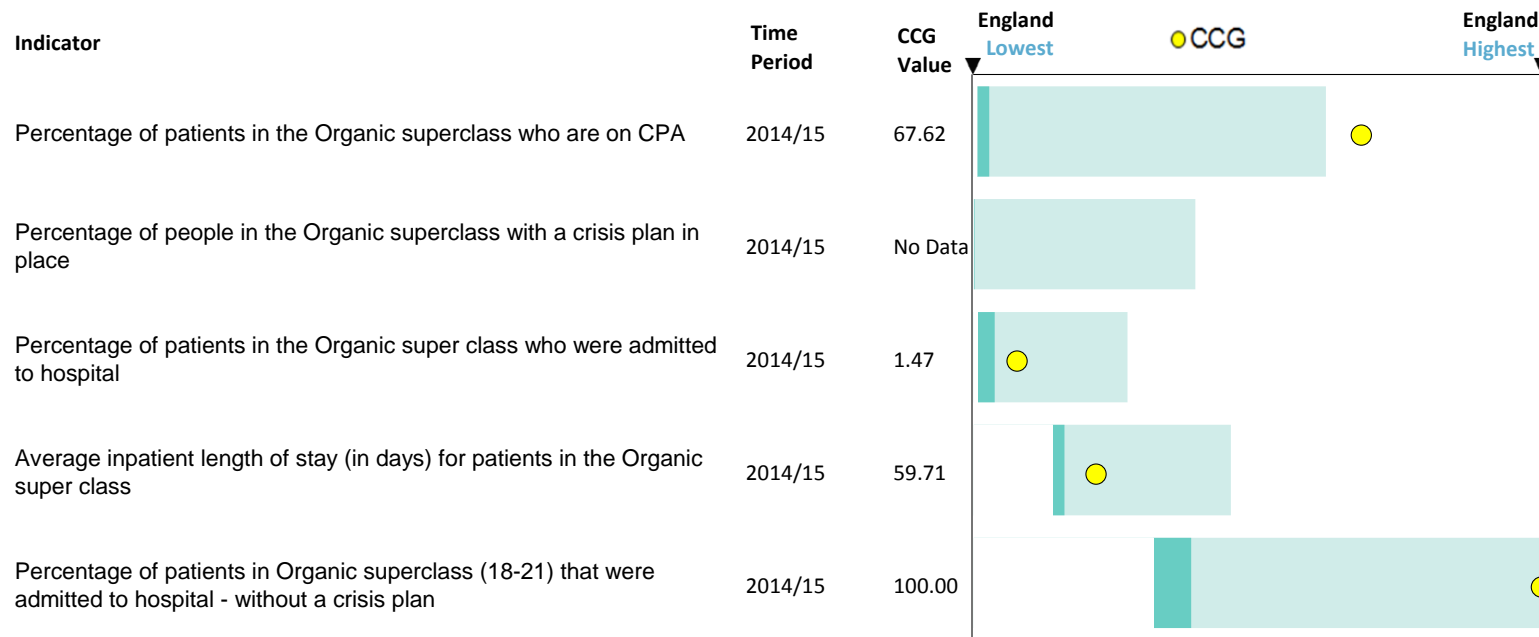 Indicator
Time
Period
CCG
Value
England
Lowest
CCG
England
Highest
Percentage of patients in the Organic superclass who are on CPA
2014/15
67.62
Percentage of people in the Organic superclass with a crisis plan in
place
2014/15
No Data
Percentage of patients in the Organic super class who were admitted
to hospital
2014/15
1.47
Average inpatient length of stay (in days) for patients in the Organic
super class
2014/15
59.71
Percentage of patients in Organic superclass (18-21) that were
admitted to hospital - without a crisis plan
2014/15
100.00